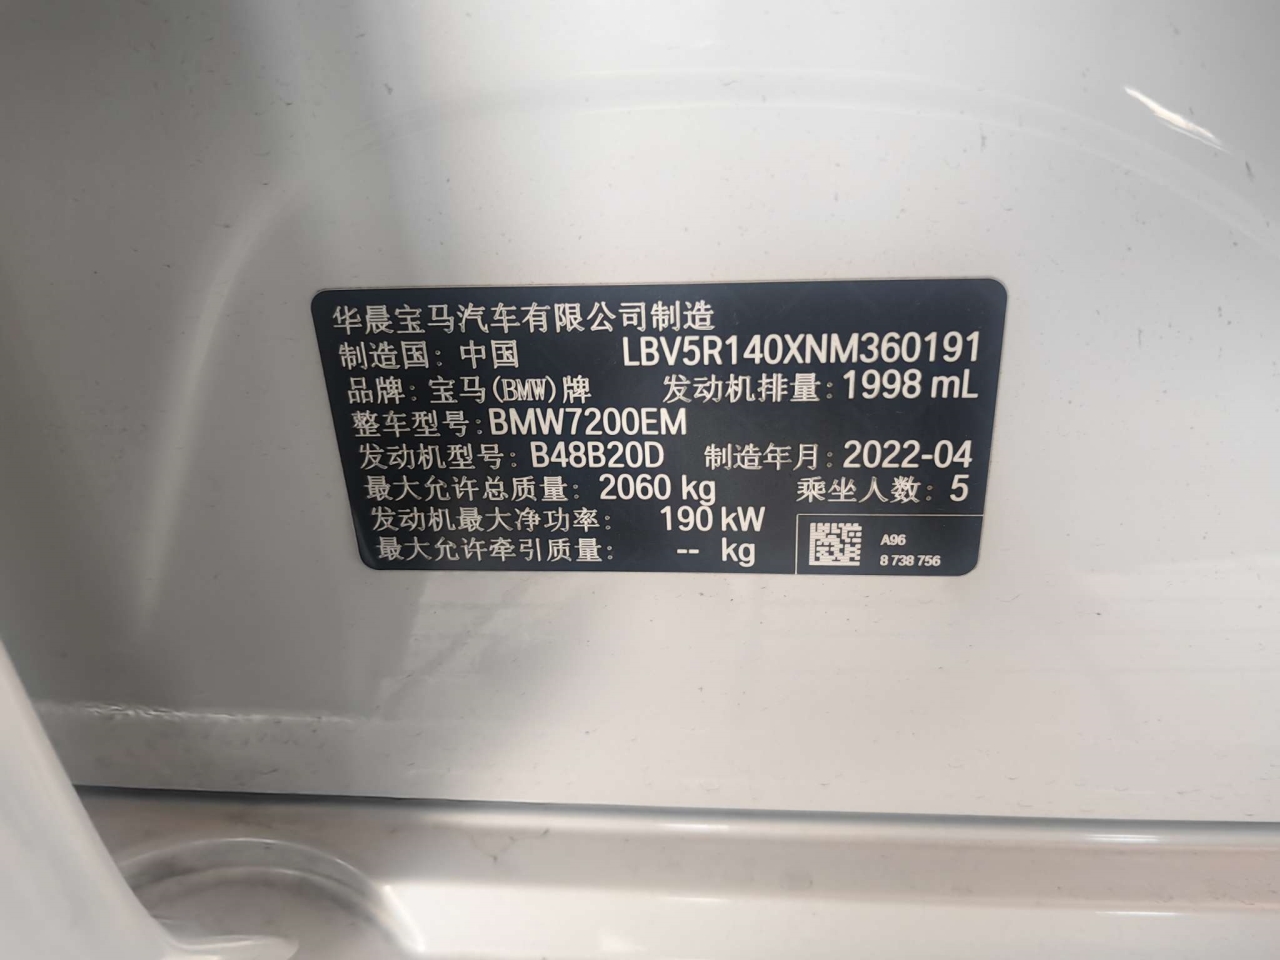 华晨宝马汽车有限公司制造
制造国：中国 LBV5R140XNM360191
品牌：宝马(BMW)牌 发动机排量：1998 mL
整车型号：BMW7200EM
发动机型号：B48B20D 制造年月：2022-04
最大允许总质量：2060 kg 乘坐人数：5
发动机最大净功率：190 kW
最大允许牵引质量：-- kg
A96
8 738 756